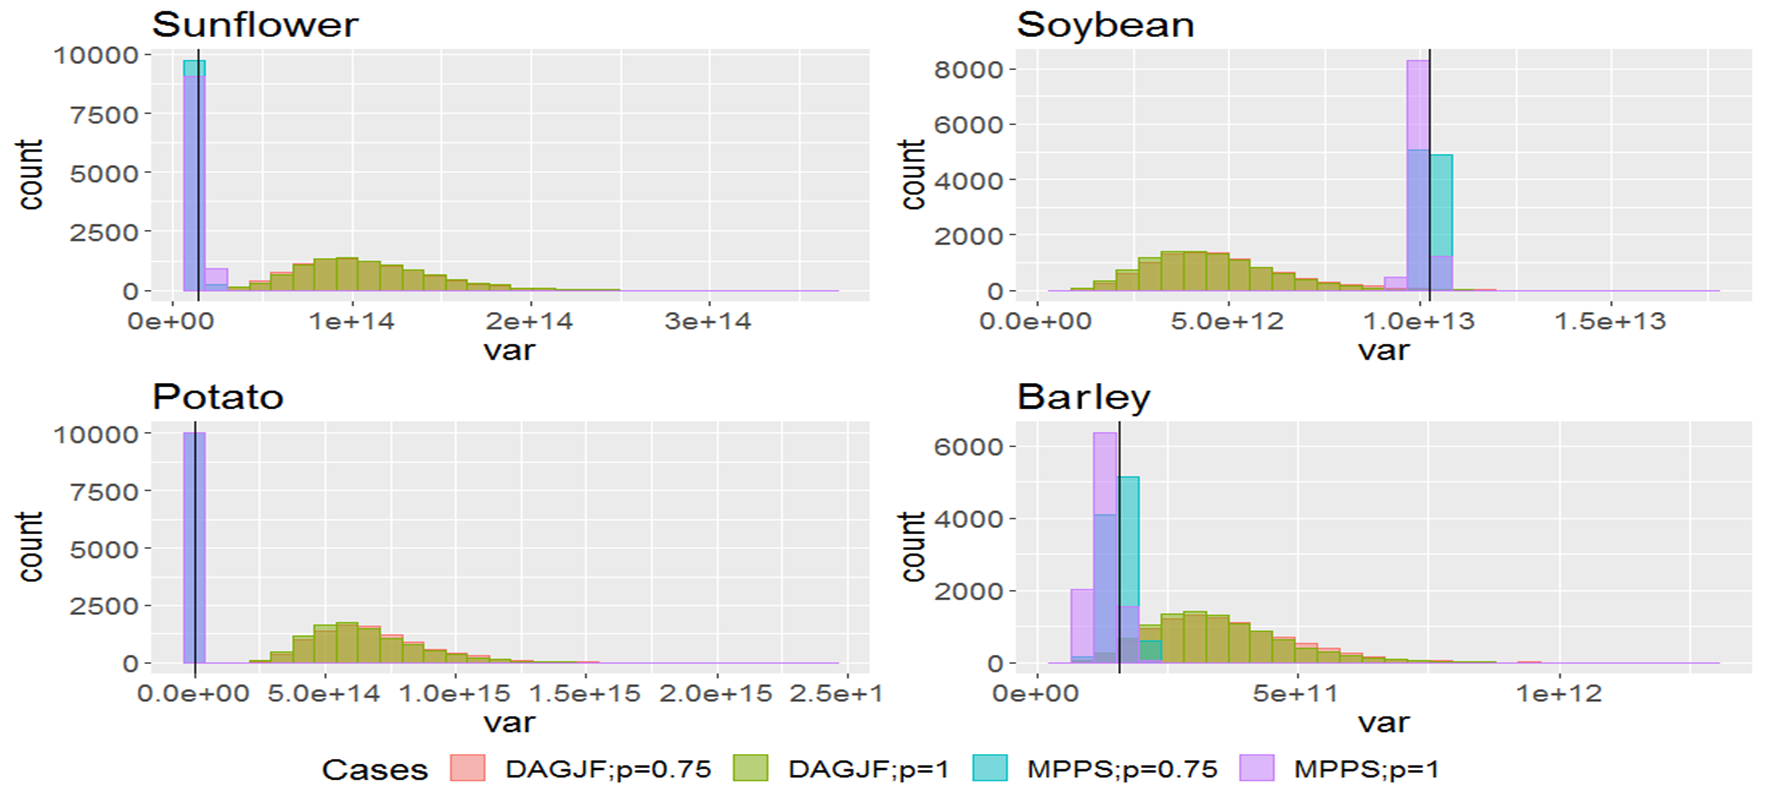 Sunflower
10000
7500
5000
2500
0
count
0e+00 1e+14 2e+14 3e+14
var
Soybean
8000
6000
4000
2000
0
count
0.0e+00 5.0e+12 1.0e+13 1.5e+13
var
Potato
10000
7500
5000
2500
0
count
0.0e+00 5.0e+14 1.0e+15 1.5e+15 2.0e+15 2.5e+1
var
Barley
6000
4000
2000
0
count
0e+00 5e+11 1e+12
var
Cases DAGJF;p=0.75 DAGJF;p=1 MPPS;p=0.75 MPPS;p=1